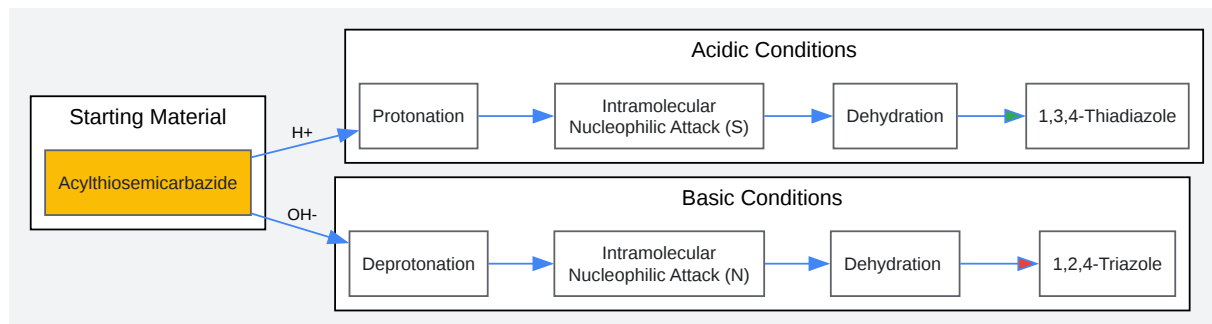 Acidic Conditions
Starting Material
H+
Protonation
Intramolecular
Nucleophilic Attack (S)
Dehydration
1,3,4-Thiadiazole
Acylthiosemicarbazide
Basic Conditions
OH-
Deprotonation
Intramolecular
Nucleophilic Attack (N)
Dehydration
1,2,4-Triazole